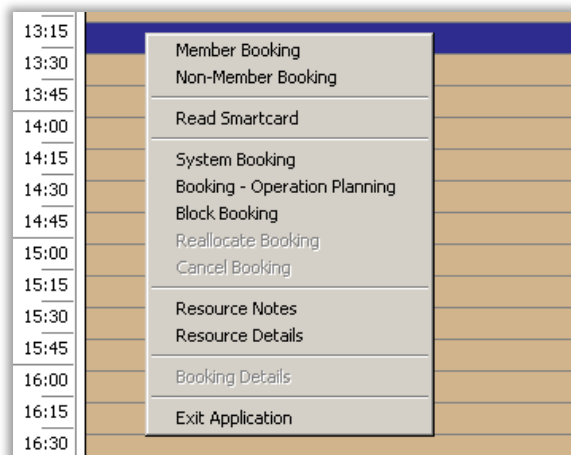 13:15
13:30
13:45
14:00
14:15
14:30
14:45
15:00
15:15
15:30
15:45
16:00
16:15
16:30
Member Booking
Non-Member Booking
Read Smartcard
System Booking
Booking - Operation Planning
Block Booking
Reallocate Booking
Cancel Booking
Resource Notes
Resource Details
Booking Details
Exit Application